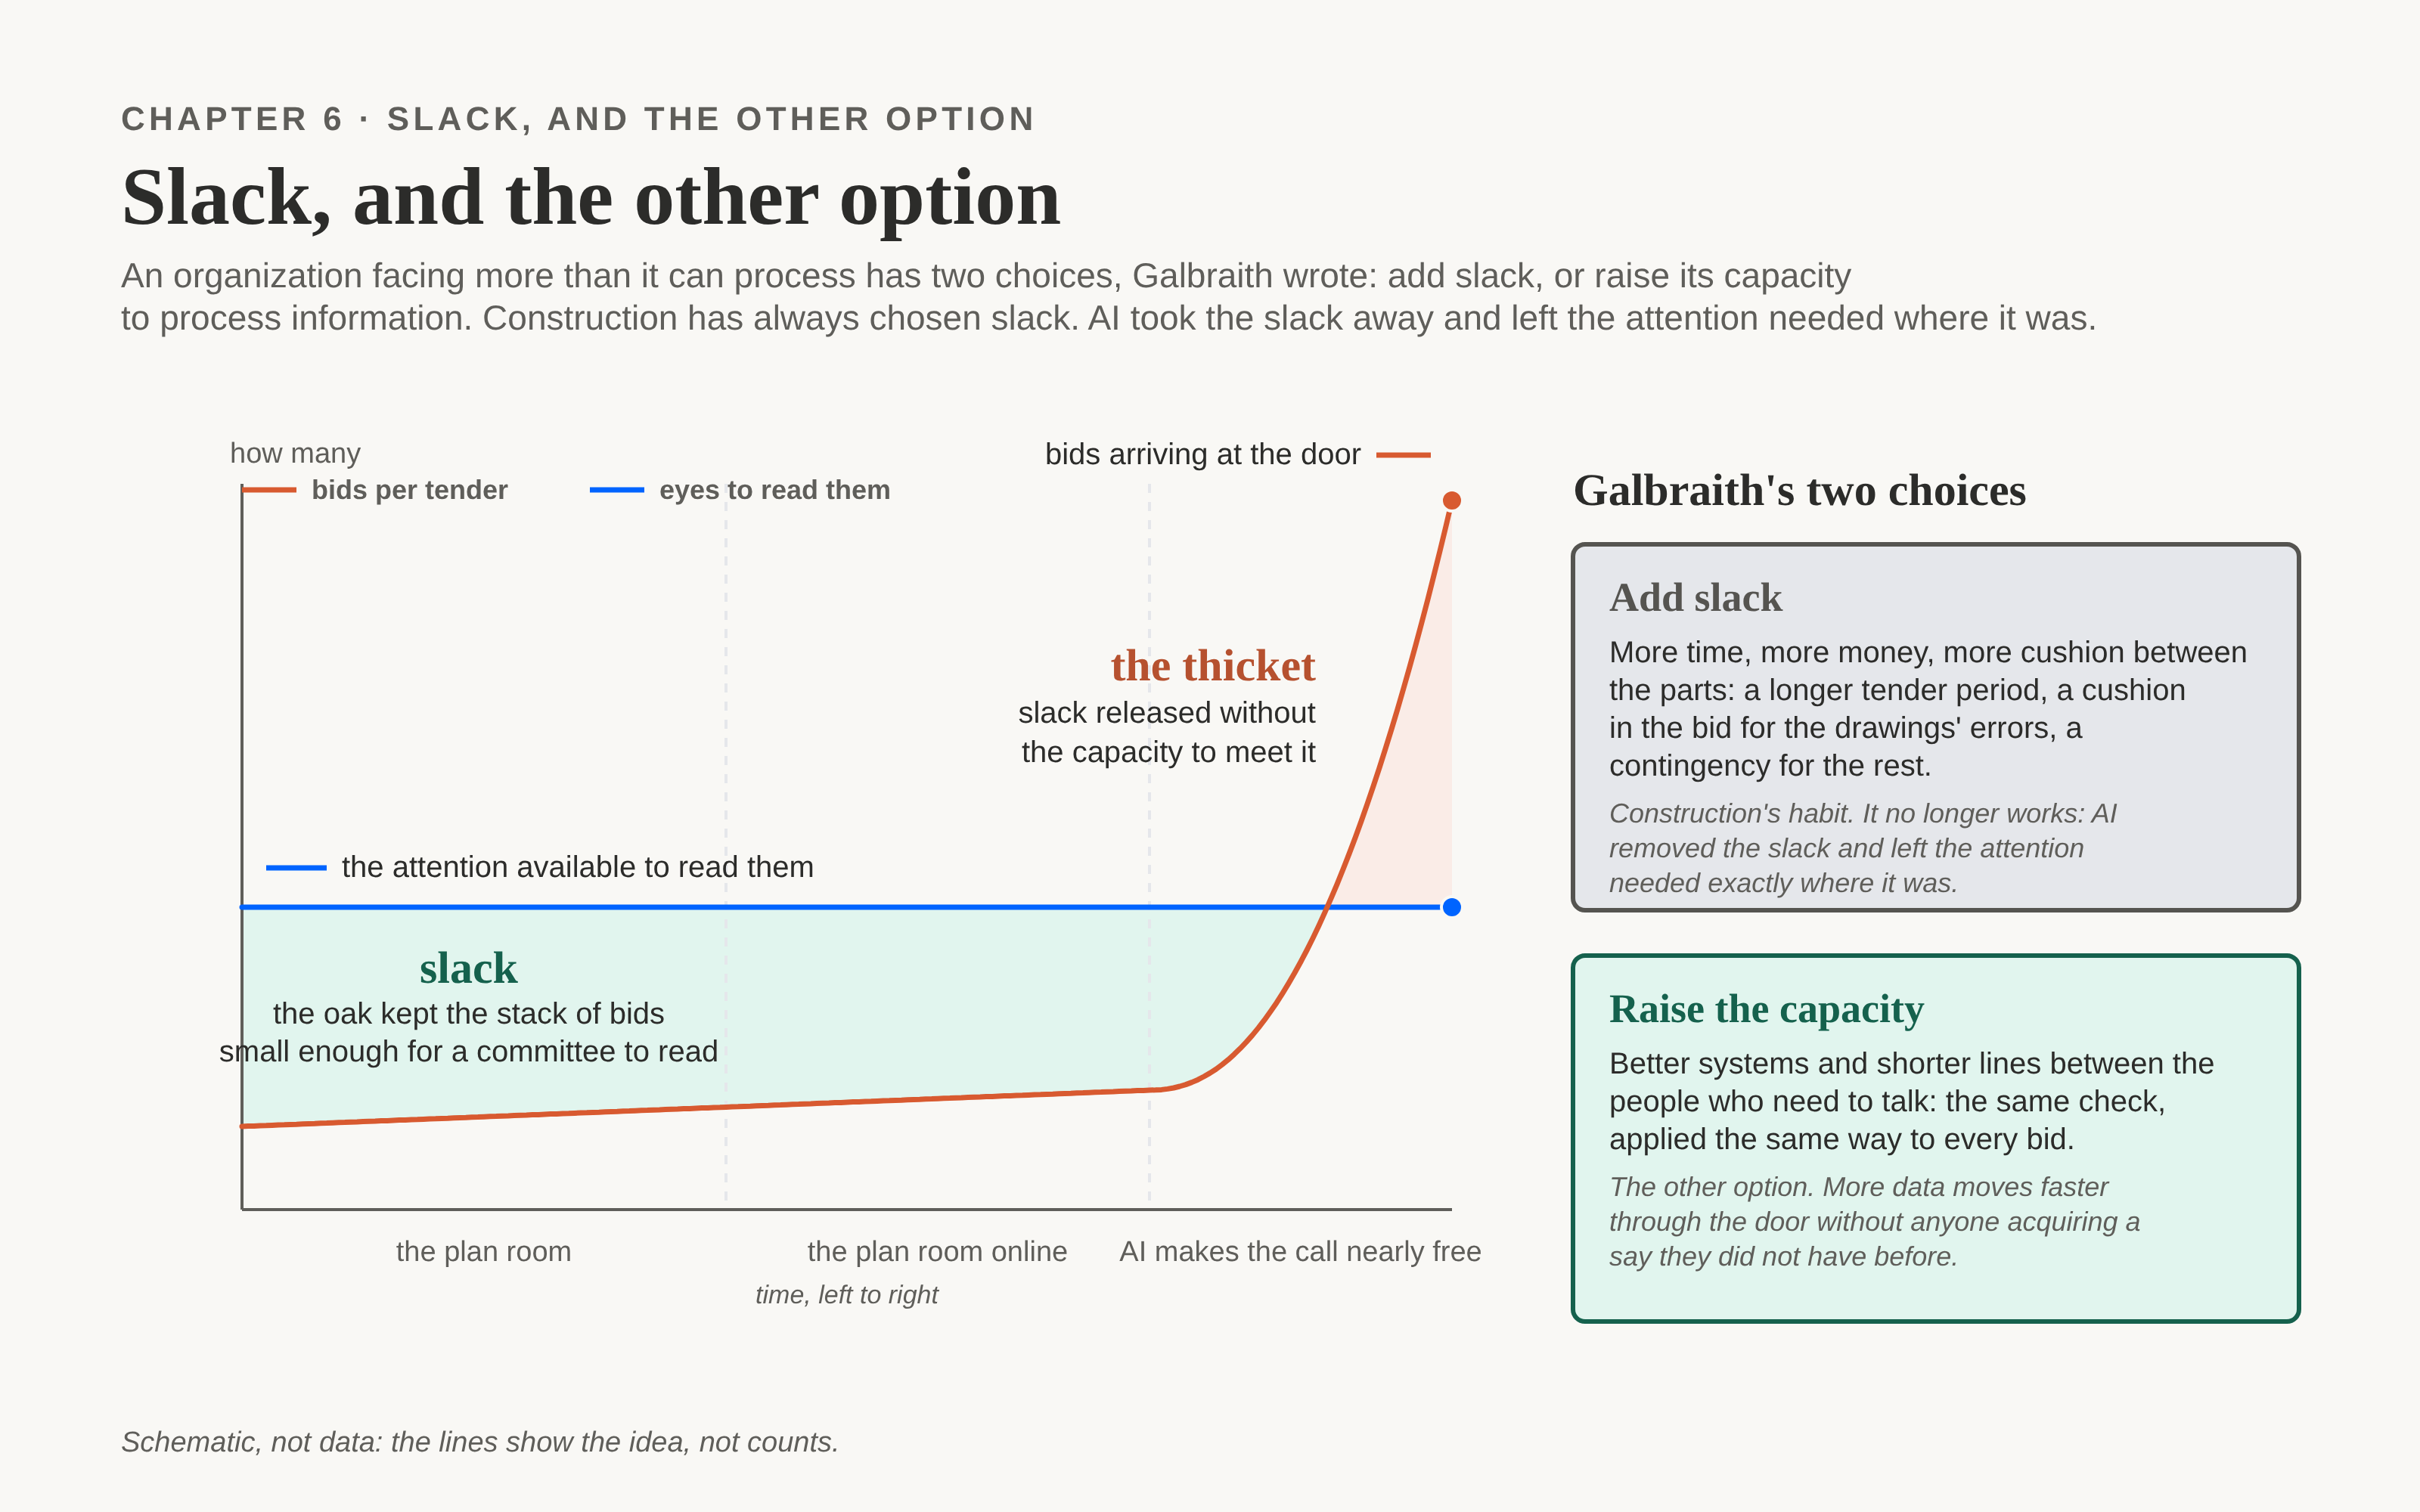 CHAPTER 6 · SLACK, AND THE OTHER OPTION
Slack, and the other option
An organization facing more than it can process has two choices, Galbraith wrote: add slack, or raise its capacity
to process information. Construction has always chosen slack. AI took the slack away and left the attention needed where it was.
how many
bids per tender
eyes to read them
bids arriving at the door
the thicket
slack released without
the capacity to meet it
the attention available to read them
slack
the oak kept the stack of bids
small enough for a committee to read
the plan room
the plan room online
AI makes the call nearly free
time, left to right
Galbraith's two choices
Add slack
More time, more money, more cushion between
the parts: a longer tender period, a cushion
in the bid for the drawings' errors, a
contingency for the rest.
Construction's habit. It no longer works: AI
removed the slack and left the attention
needed exactly where it was.
Raise the capacity
Better systems and shorter lines between the
people who need to talk: the same check,
applied the same way to every bid.
The other option. More data moves faster
through the door without anyone acquiring a
say they did not have before.
Schematic, not data: the lines show the idea, not counts.